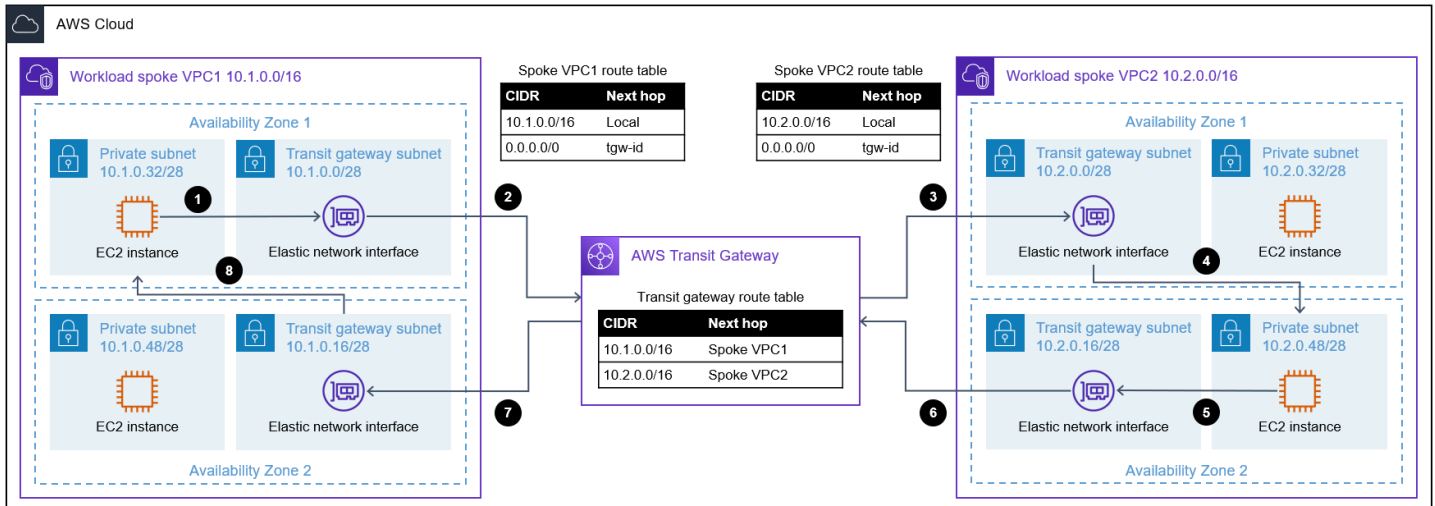 AWS Cloud
Workload spoke VPC1 10.1.0.0/16
Availability Zone 1
Private subnet
10.1.0.32/28
EC2 instance
Transit gateway subnet
10.1.0.0/28
Elastic network interface
1
2
8
Private subnet
10.1.0.48/28
EC2 instance
Transit gateway subnet
10.1.0.16/28
Elastic network interface
Availability Zone 2
7
Spoke VPC1 route table
CIDR Next hop
10.1.0.0/16 Local
0.0.0.0/0 tgw-id
Spoke VPC2 route table
CIDR Next hop
10.2.0.0/16 Local
0.0.0.0/0 tgw-id
AWS Transit Gateway
Transit gateway route table
CIDR Next hop
10.1.0.0/16 Spoke VPC1
10.2.0.0/16 Spoke VPC2
Workload spoke VPC2 10.2.0.0/16
Availability Zone 1
3
Transit gateway subnet
10.2.0.0/28
Elastic network interface
Private subnet
10.2.0.32/28
EC2 instance
4
Transit gateway subnet
10.2.0.16/28
Elastic network interface
Private subnet
10.2.0.48/28
EC2 instance
5
6
Availability Zone 2